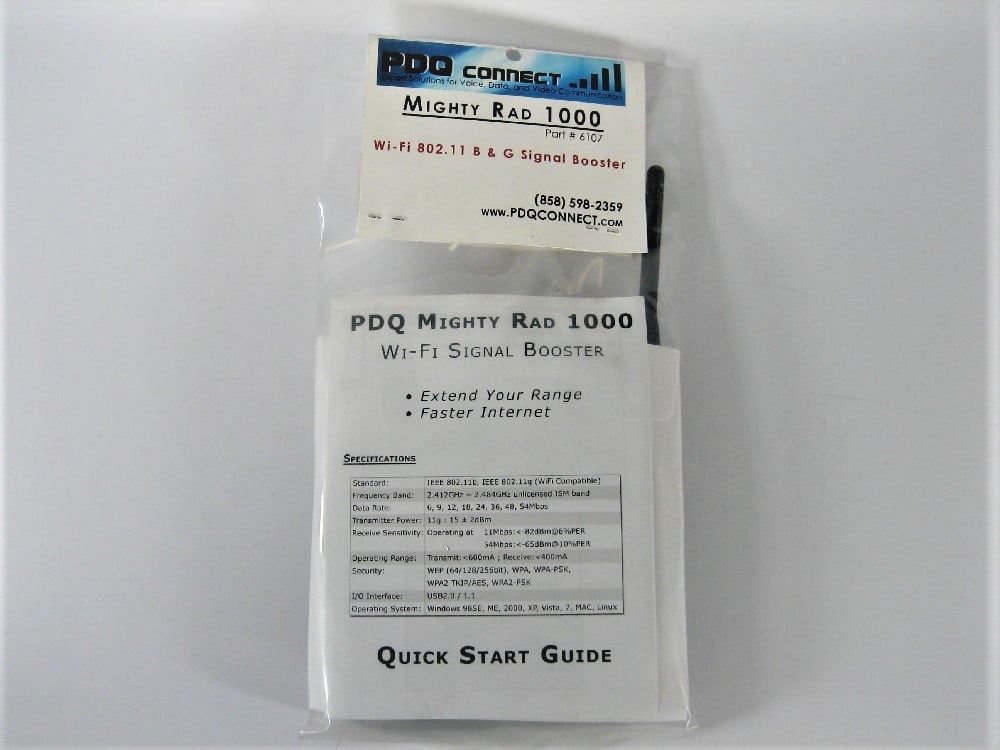 PDQ CONNECT
Expert Solutions for Voice, Data, and Video Communication
MIGHTY RAD 1000
Part # 6107
Wi-Fi 802.11 B & G Signal Booster
(858) 598-2359
WWW.PDQCONNECT.COM
PDQ MIGHTY RAD 1000
WI-FI SIGNAL BOOSTER
• Extend Your Range
• Faster Internet
SPECIFICATIONS
Standard: IEEE 802.11b, IEEE 802.11g (WiFi Compatible)
Frequency Band: 2.412GHz ~ 2.484GHz unlicensed ISM band
Data Rate: 6, 9, 12, 18, 24, 36, 48, 54Mbps
Transmitter Power: 11g : 15 ± 2dBm
Receive Sensitivity: Operating at 11Mbps:<-82dBm@8%PER
54Mbps:<-65dBm@10%PER
Operating Range: Transmit:<600mA ; Receive:<400mA
Security: WEP (64/128/256bit), WPA, WPA-PSK,
WPA2 TKIP/AES, WPA2-PSK
I/O Interface: USB2.0 / 1.1
Operating System: Windows 98SE, ME, 2000, XP, Vista, 7, MAC, Linux
QUICK START GUIDE